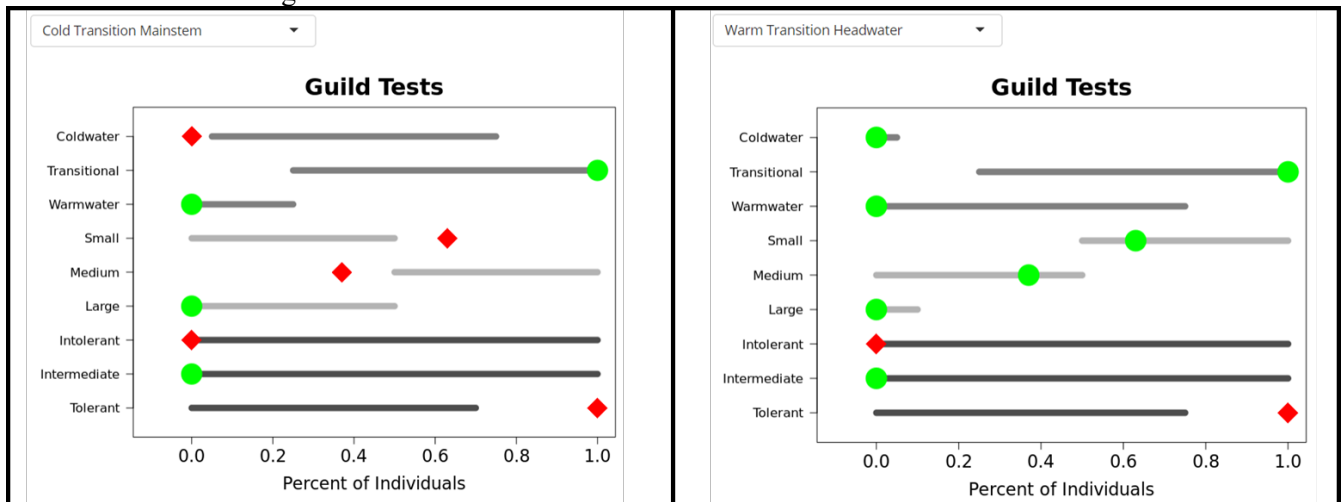 Cold Transition Mainstem
Guild Tests
Coldwater
Transitional
Warmwater
Small
Medium
Large
Intolerant
Intermediate
Tolerant
0.0 0.2 0.4 0.6 0.8 1.0
Percent of Individuals
Warm Transition Headwater
Guild Tests
Coldwater
Transitional
Warmwater
Small
Medium
Large
Intolerant
Intermediate
Tolerant
0.0 0.2 0.4 0.6 0.8 1.0
Percent of Individuals